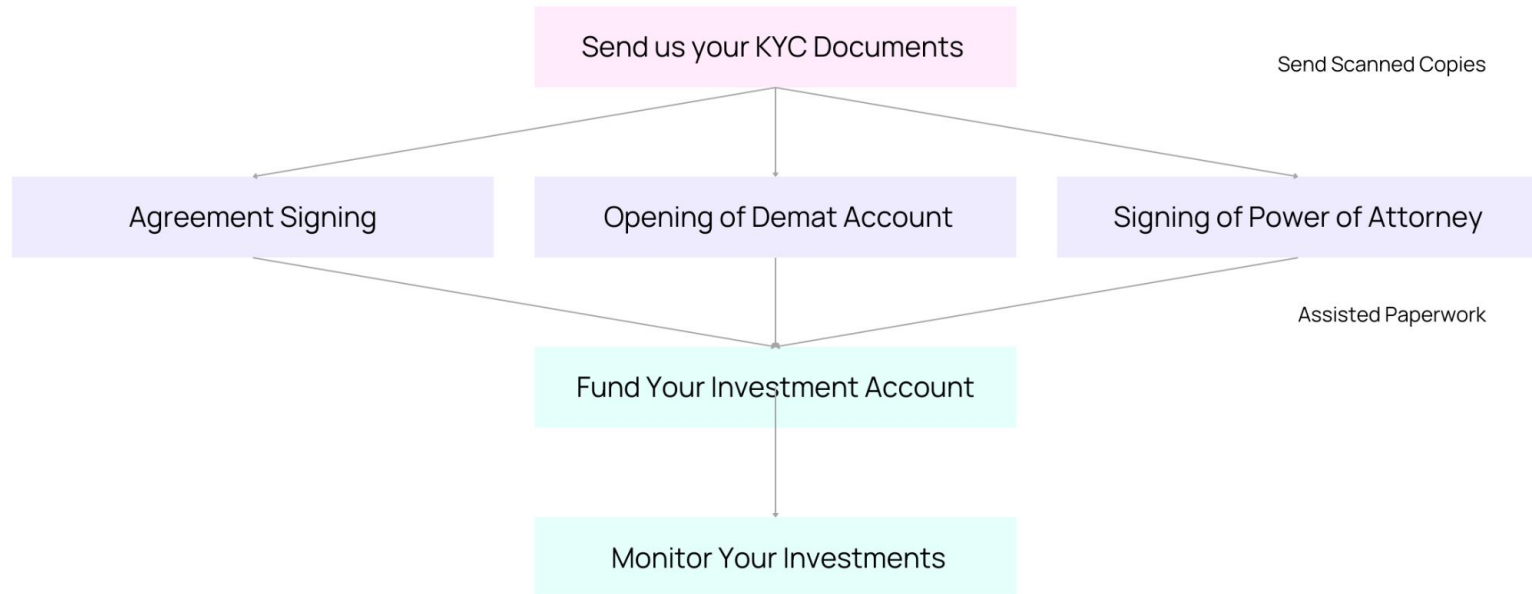 Send us your KYC Documents
Send Scanned Copies
Agreement Signing
Opening of Demat Account
Signing of Power of Attorney
Assisted Paperwork
Fund Your Investment Account
Monitor Your Investments